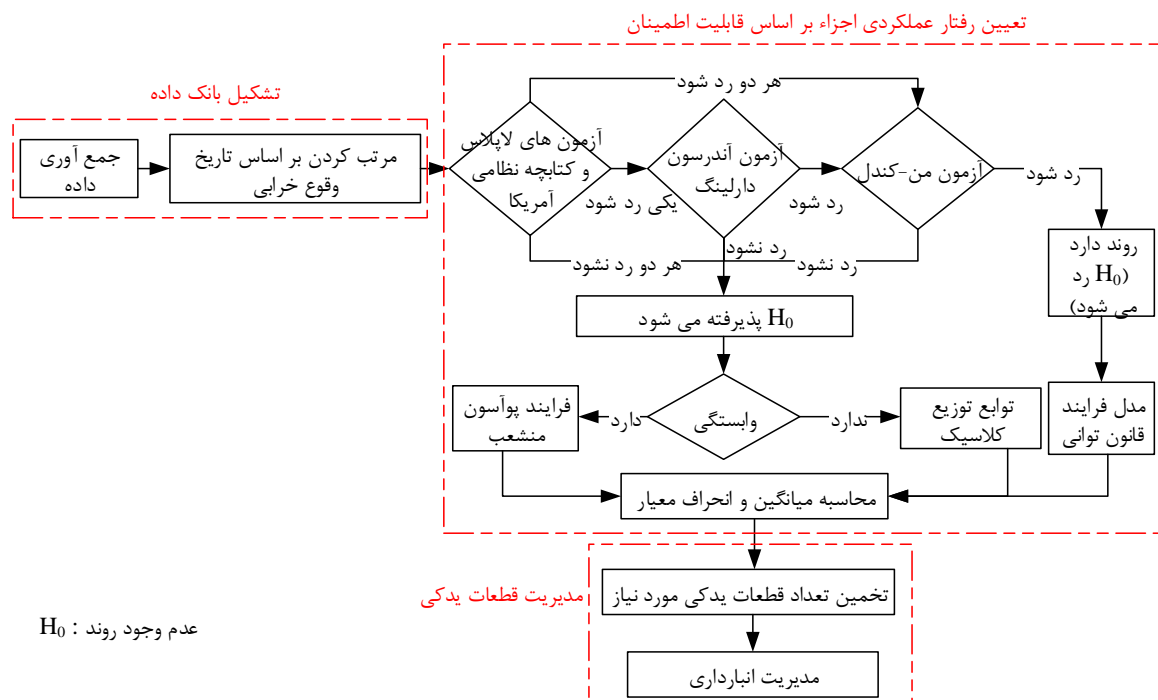 تعیین رفتار عملکردی اجزاء بر اساس قابلیت اطمینان
هر دو رد شود
تشکیل بانک داده
جمع آوری
داده
مرتب کردن بر اساس تاریخ
وقوع خرابی
آزمون های لاپلاس
و کتابچه نظامی
آمریکا
یکی رد شود
آزمون آندرسون
دارلینگ
رد شود
آزمون من-کندل
رد شود
هر دو رد نشود
رد نشود
رد نشود
روند دارد
(H0 رد
می شود)
H0 پذیرفته می شود
فرایند پوآسون
منشعب
دارد
وابستگی
ندارد
توابع توزیع
کلاسیک
مدل فرایند
قانون توانی
محاسبه میانگین و انحراف معیار
مدیریت قطعات یدکی
تخمین تعداد قطعات یدکی مورد نیاز
مدیریت انبارداری
H0 : عدم وجود روند